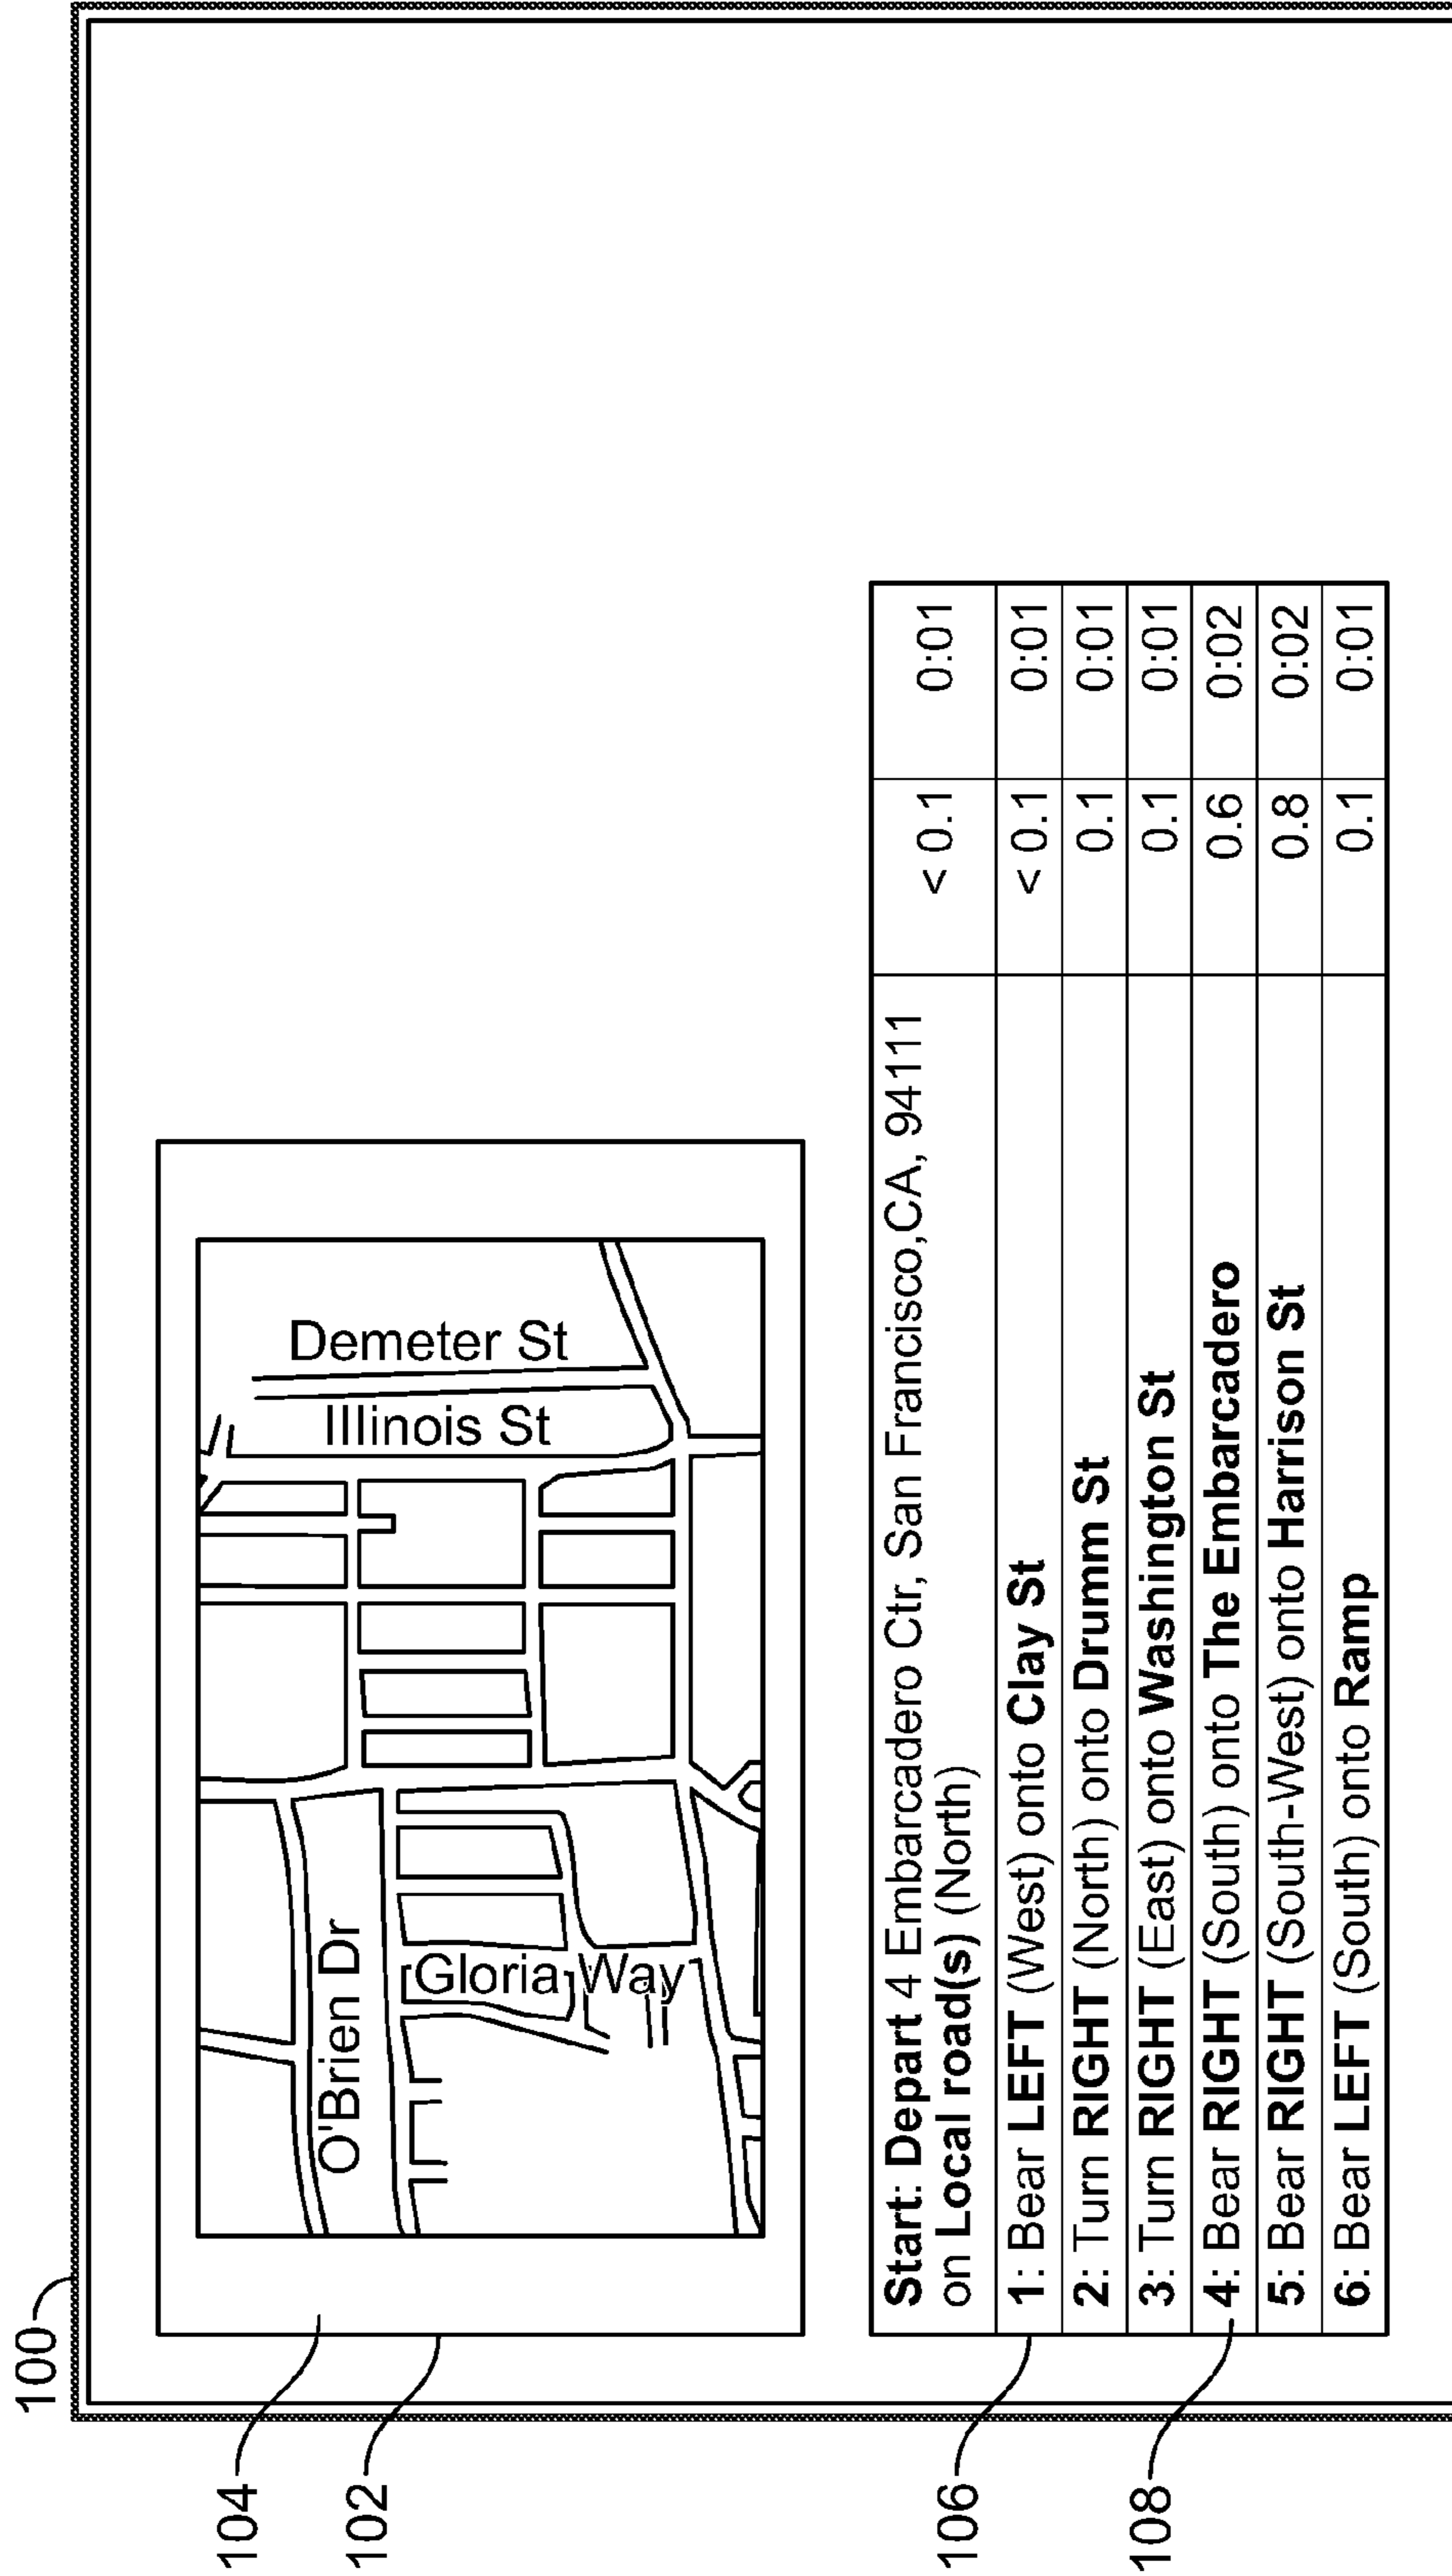 100
104
102
Demeter St
Illinois St
O'Brien Dr
Gloria Way
106
108
Start: Depart 4 Embarcadero Ctr, San Francisco,CA, 94111 < 0.1 0:01
on Local road(s) (North)
1: Bear LEFT (West) onto Clay St < 0.1 0:01
2: Turn RIGHT (North) onto Drumm St 0.1 0:01
3: Turn RIGHT (East) onto Washington St 0.1 0:01
4: Bear RIGHT (South) onto The Embarcadero 0.6 0:02
5: Bear RIGHT (South-West) onto Harrison St 0.8 0:02
6: Bear LEFT (South) onto Ramp 0.1 0:01